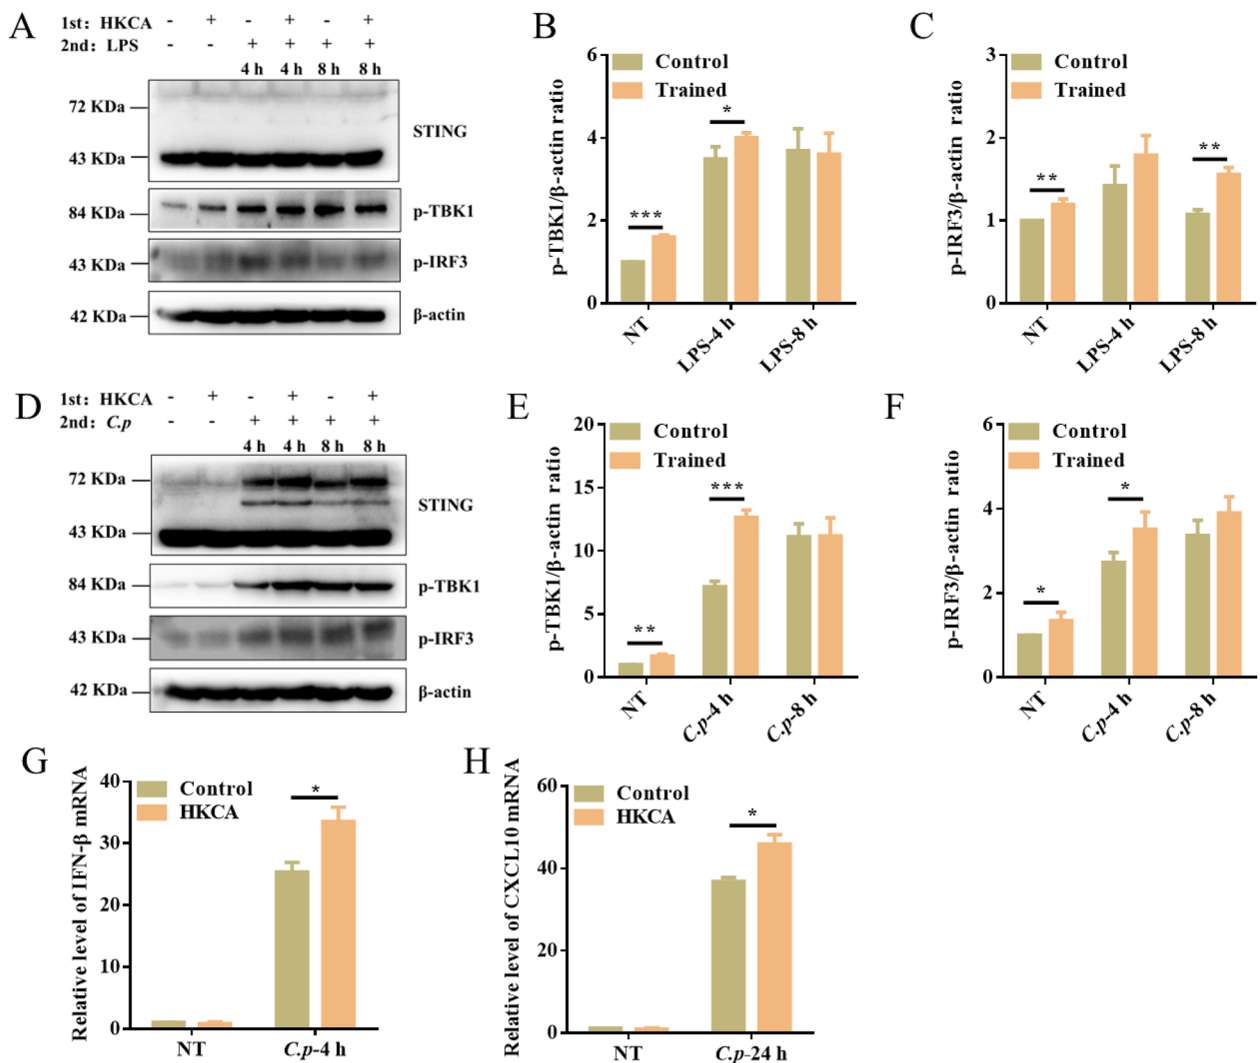 A
1st: HKCA - + - + - +
2nd: LPS - - + + + +
4 h 4 h 8 h 8 h
72 KDa
STING
43 KDa
84 KDa
p-TBK1
43 KDa
p-IRF3
42 KDa
β-actin
B
p-TBK1/β-actin ratio
6
4
2
0
Control
Trained
***
*
NT
LPS-4 h
LPS-8 h
C
p-IRF3/β-actin ratio
3
2
1
0
Control
Trained
**
**
NT
LPS-4 h
LPS-8 h
D
1st: HKCA - + - + - +
2nd: C.p - - + + + +
4 h 4 h 8 h 8 h
72 KDa
STING
43 KDa
84 KDa
p-TBK1
43 KDa
p-IRF3
42 KDa
β-actin
E
p-TBK1/β-actin ratio
20
15
10
5
0
Control
Trained
**
***
NT
C.p-4 h
C.p-8 h
F
p-IRF3/β-actin ratio
6
4
2
0
Control
Trained
*
*
NT
C.p-4 h
C.p-8 h
G
Relative level of IFN-β mRNA
40
30
20
10
0
Control
HKCA
*
NT
C.p-4 h
H
Relative level of CXCL10 mRNA
60
40
20
0
Control
HKCA
*
NT
C.p-24 h